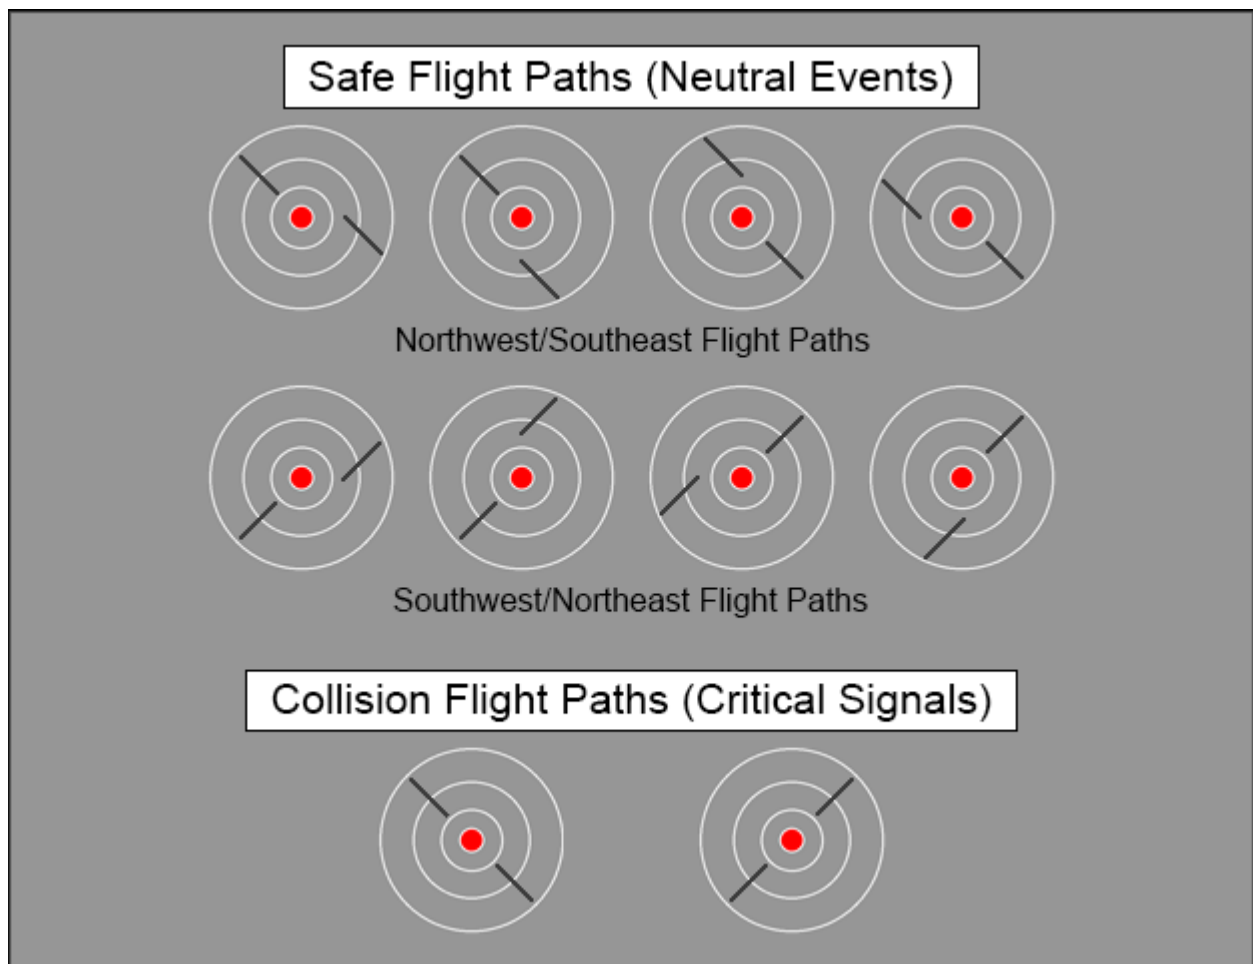 Safe Flight Paths (Neutral Events)
Northwest/Southeast Flight Paths
Southwest/Northeast Flight Paths
Collision Flight Paths (Critical Signals)